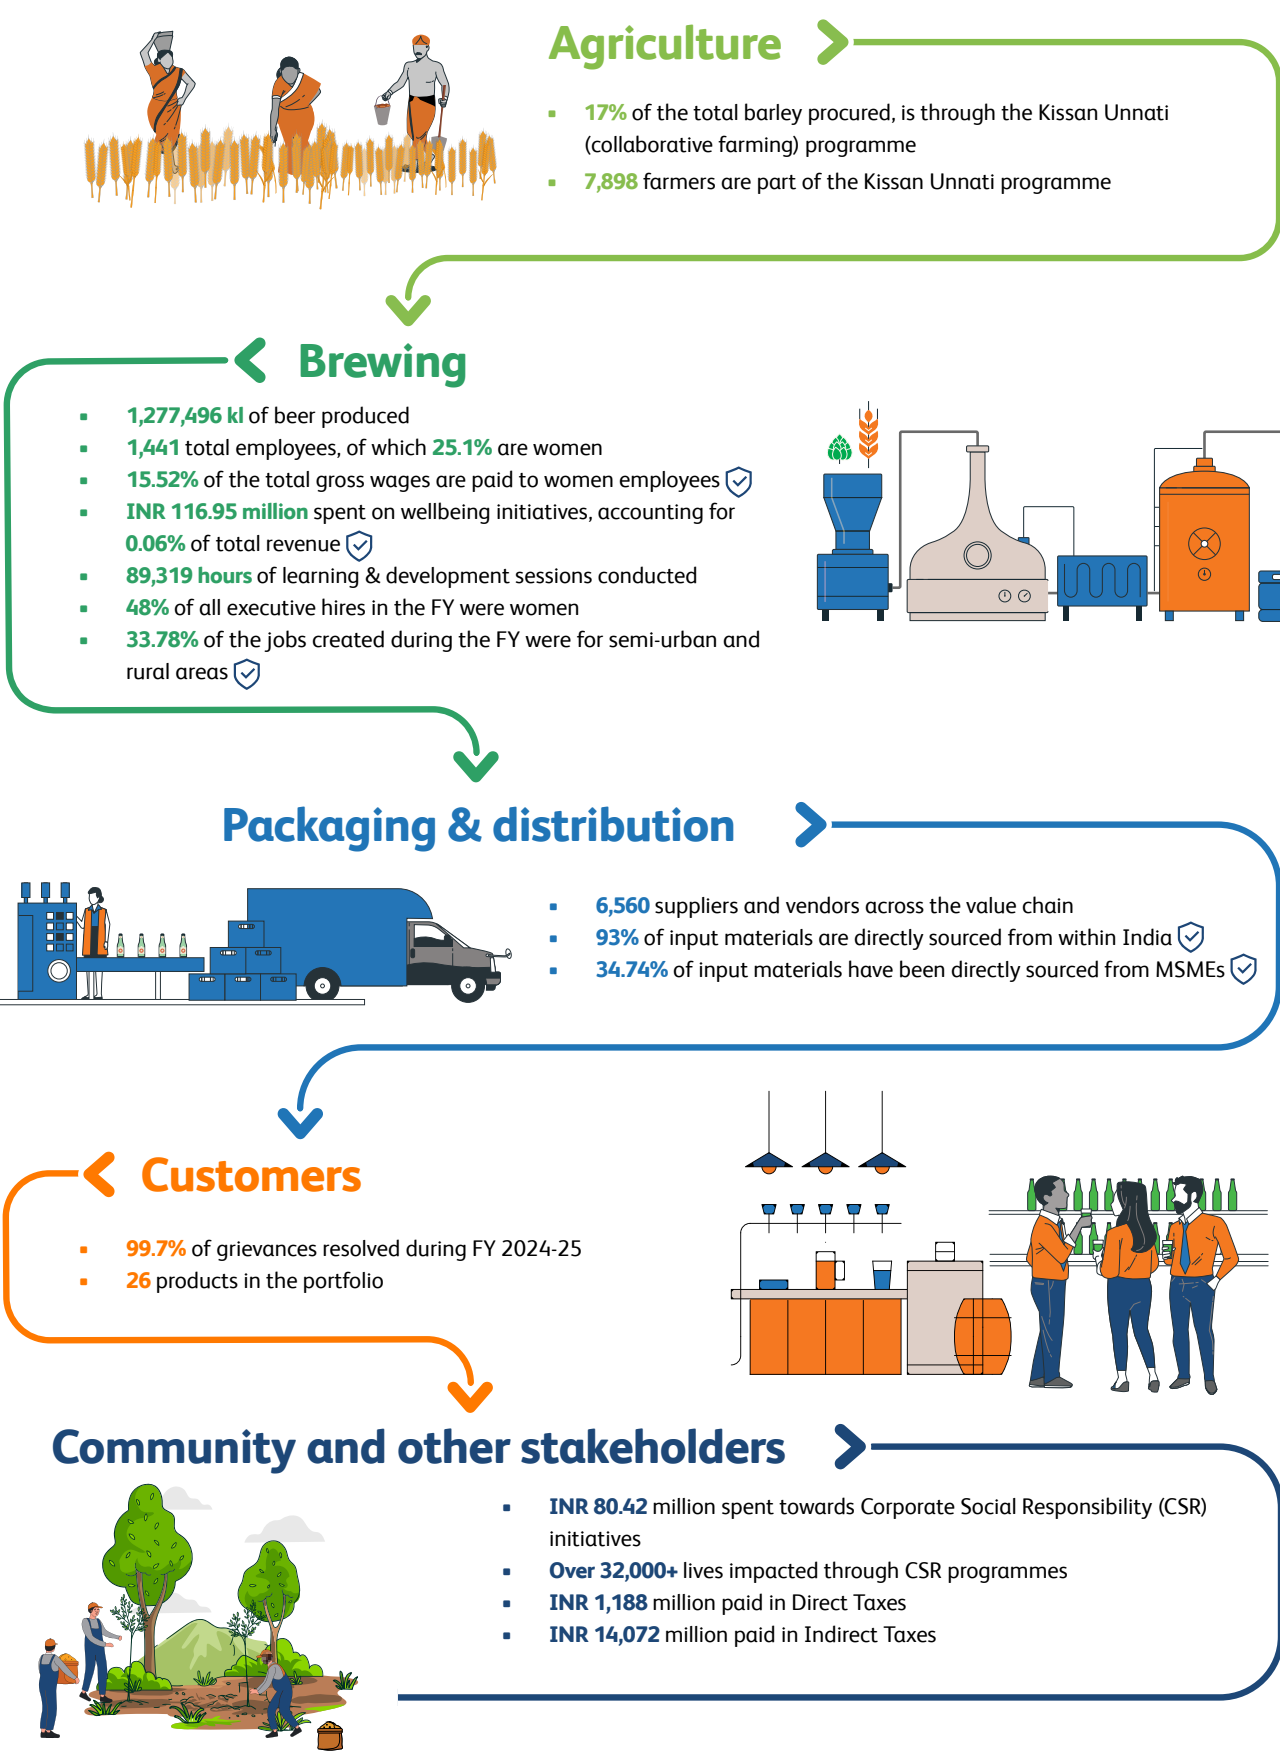 Agriculture
17% of the total barley procured, is through the Kissan Unnati
(collaborative farming) programme
7,898 farmers are part of the Kissan Unnati programme
Brewing
1,277,496 kl of beer produced
1,441 total employees, of which 25.1% are women
15.52% of the total gross wages are paid to women employees
INR 116.95 million spent on wellbeing initiatives, accounting for
0.06% of total revenue
89,319 hours of learning & development sessions conducted
48% of all executive hires in the FY were women
33.78% of the jobs created during the FY were for semi-urban and
rural areas
Packaging & distribution
6,560 suppliers and vendors across the value chain
93% of input materials are directly sourced from within India
34.74% of input materials have been directly sourced from MSMEs
Customers
99.7% of grievances resolved during FY 2024-25
26 products in the portfolio
Community and other stakeholders
INR 80.42 million spent towards Corporate Social Responsibility (CSR)
initiatives
Over 32,000+ lives impacted through CSR programmes
INR 1,188 million paid in Direct Taxes
INR 14,072 million paid in Indirect Taxes